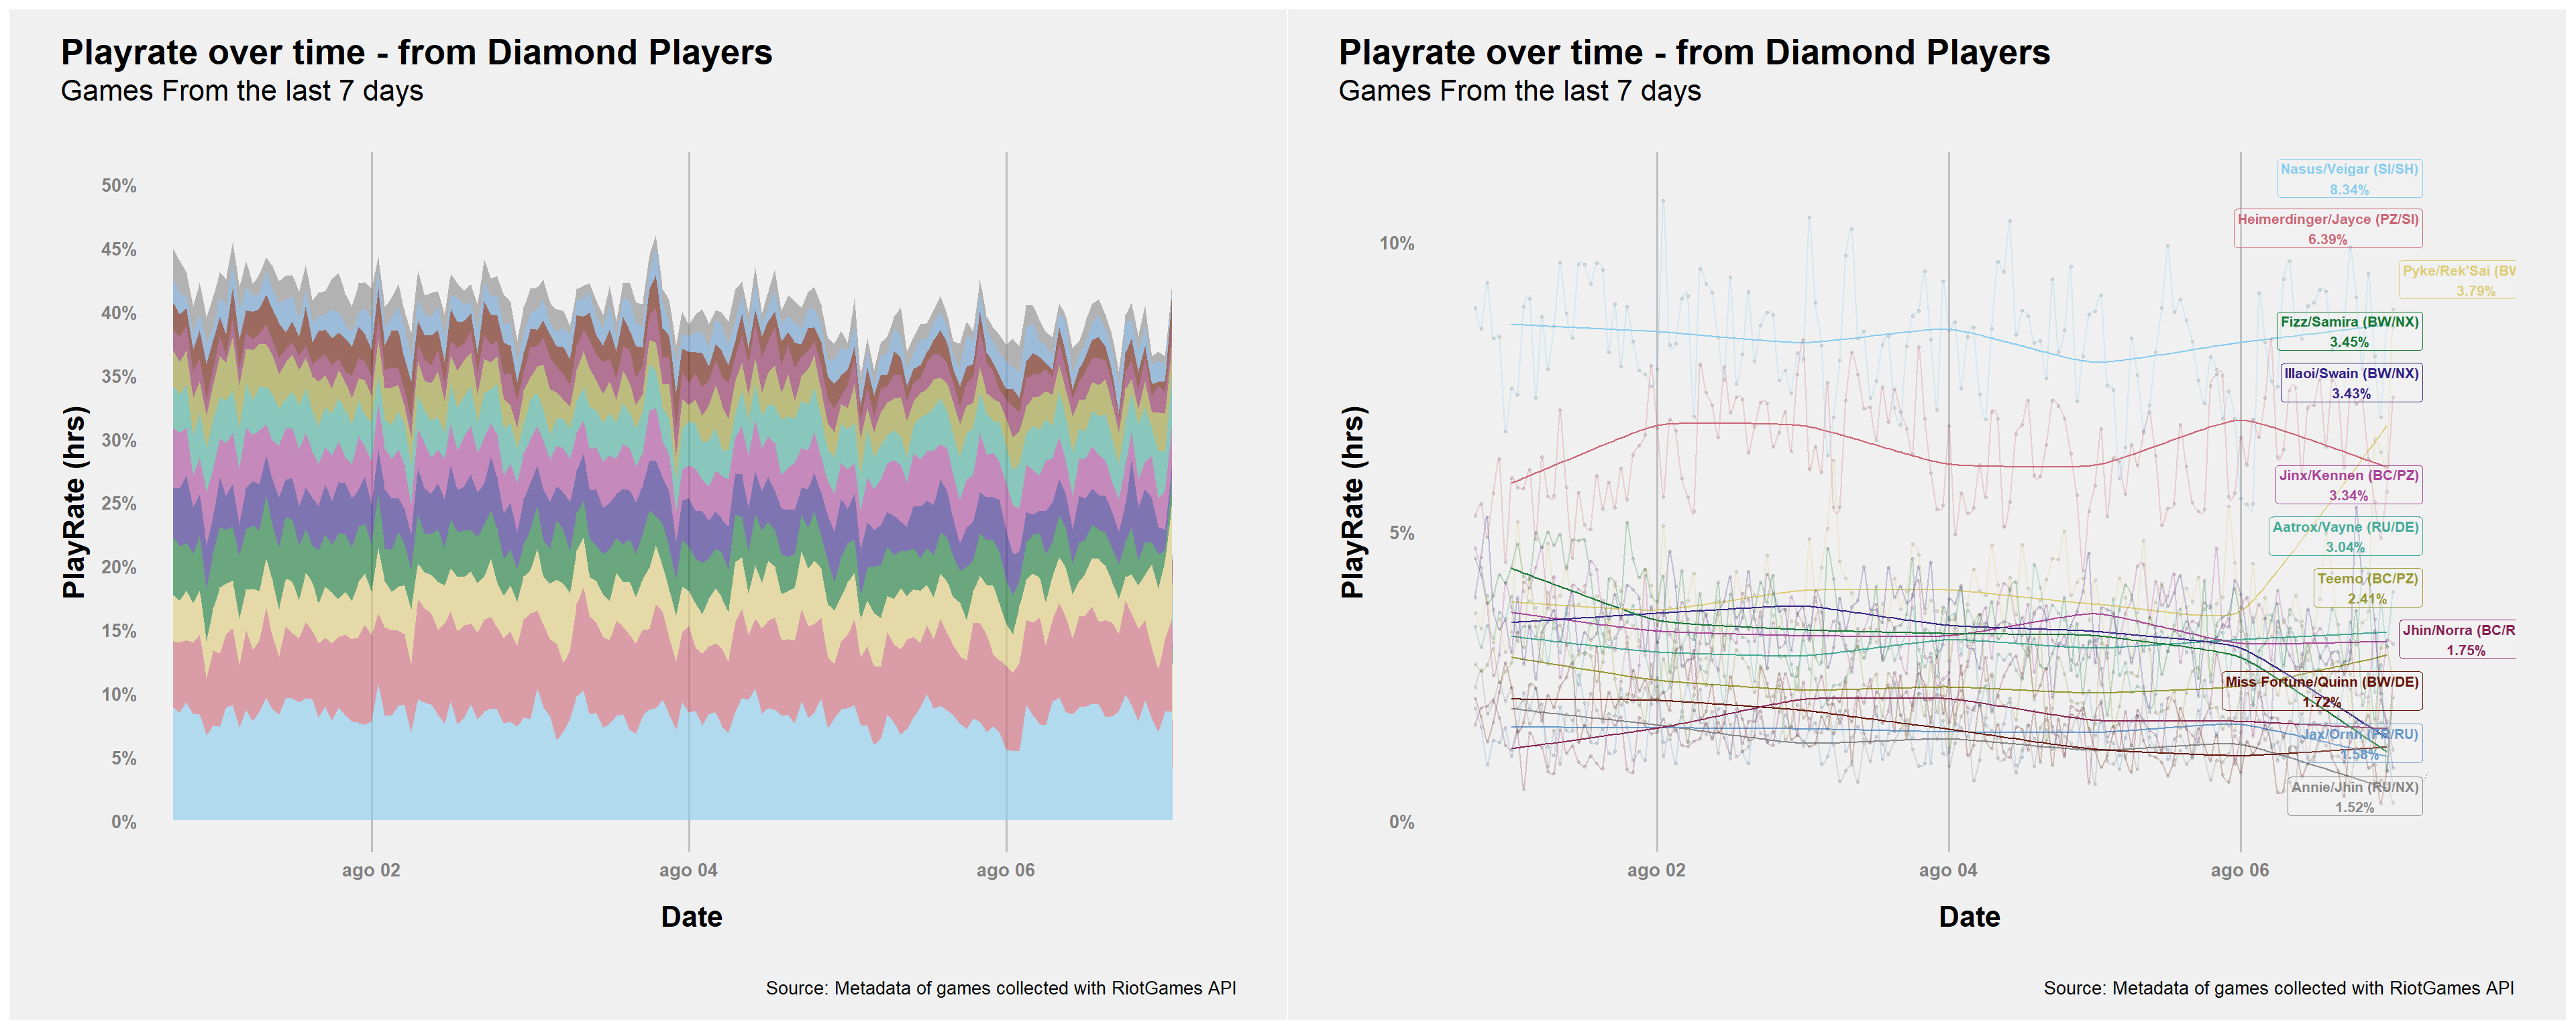 Playrate over time - from Diamond Players
Games From the last 7 days
PlayRate (hrs)
50%
45%
40%
35%
30%
25%
20%
15%
10%
5%
0%
ago 02
ago 04
ago 06
Date
Source: Metadata of games collected with RiotGames API
Playrate over time - from Diamond Players
Games From the last 7 days
PlayRate (hrs)
10%
5%
0%
Nasus/Veigar (SI/SH)
8.34%
Heimerdinger/Jayce (PZ/SI)
6.39%
Pyke/Rek'Sai (BW
3.79%
Fizz/Samira (BW/NX)
3.45%
Illaoi/Swain (BW/NX)
3.43%
Jinx/Kennen (BC/PZ)
3.34%
Aatrox/Vayne (RU/DE)
3.04%
Teemo (BC/PZ)
2.41%
Jhin/Norra (BC/R
1.75%
Miss Fortune/Quinn (BW/DE)
1.72%
Jax/Ornn (FR/RU)
1.58%
Annie/Jhin (RU/NX)
1.52%
ago 02
ago 04
ago 06
Date
Source: Metadata of games collected with RiotGames API